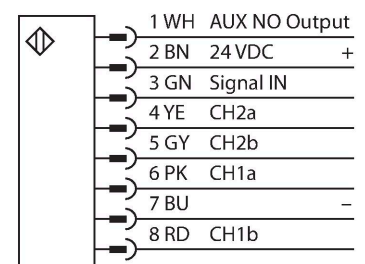 1 WH AUX NO Output
2 BN 24 VDC +
3 GN Signal IN
4 YE CH2a
5 GY CH2b
6 PK CH1a
7 BU –
8 RD CH1b